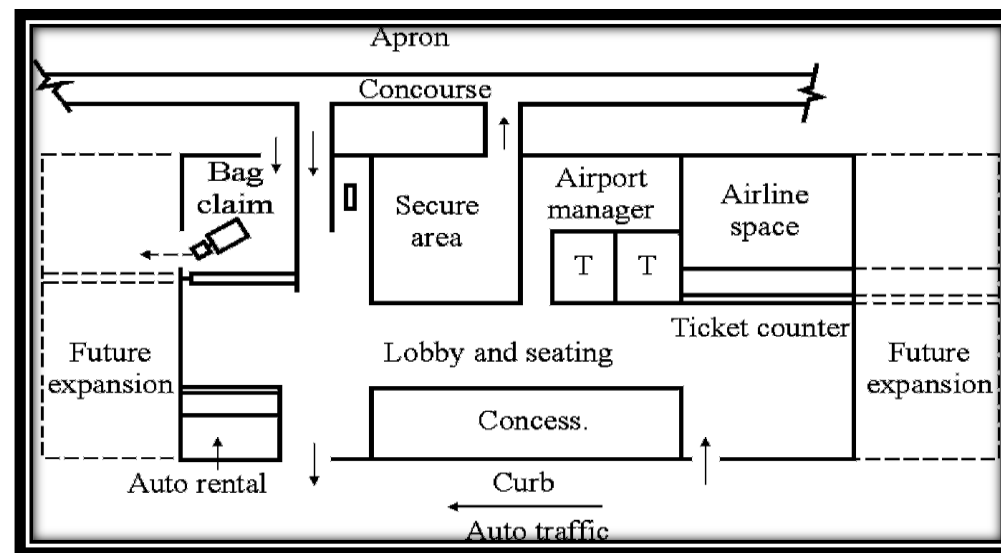 Apron
Concourse
Bag
claim
Secure
area
Airport
manager
Airline
space
T
T
Ticket counter
Future
expansion
Lobby and seating
Future
expansion
Concess.
Auto rental
Curb
Auto traffic